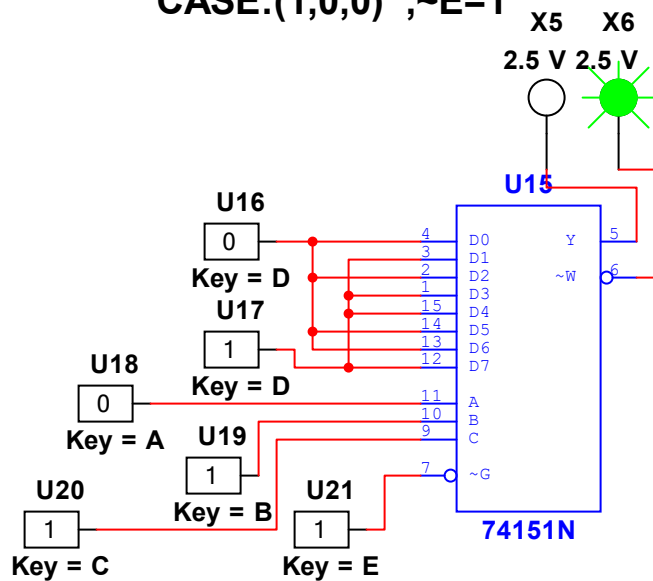 CASE:(1,0,0) ,~E=1
X5 X6
2.5 V 2.5 V
U15
U16
0
Key = D
U17
1
Key = D
U18
0
Key = A
U19
1
Key = B
U20
1
Key = C
U21
1
Key = E
4 D0 Y 5
3 D1
2 D2 ~W 6
1 D3
15 D4
14 D5
13 D6
12 D7
11 A
10 B
9 C
7 ~G
74151N